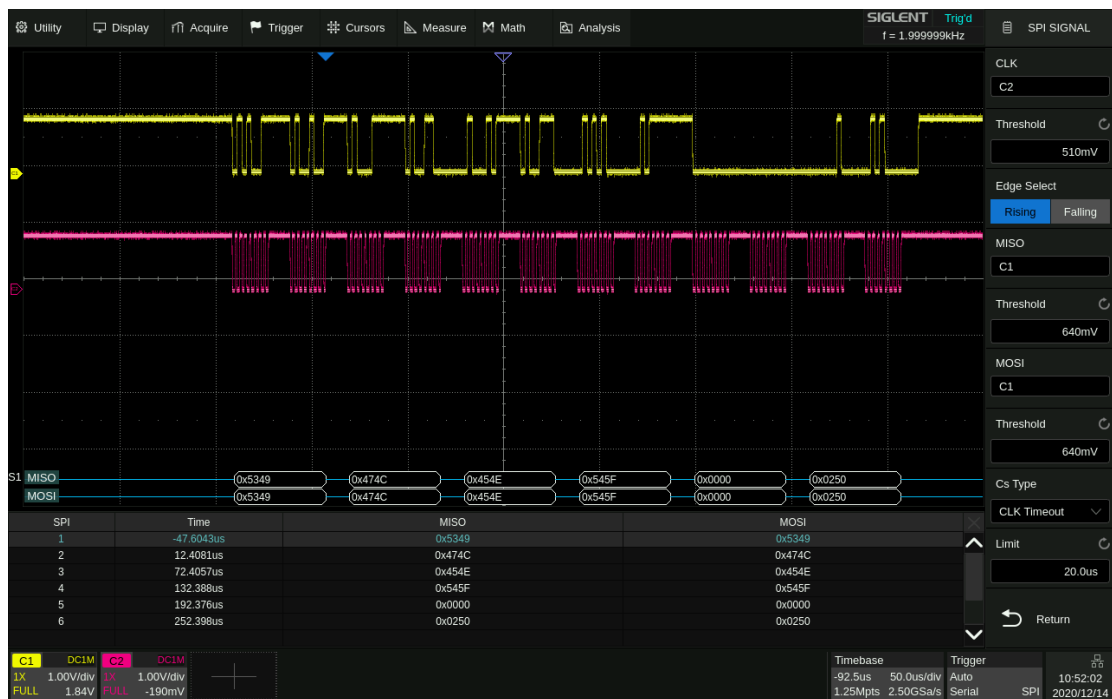 Utility Display Acquire Trigger Cursors Measure Math Analysis
SIGLENT Trig'd
f = 1.999999kHz
SPI SIGNAL
CLK
C2
Threshold
510mV
Edge Select
Rising Falling
MISO
C1
Threshold
640mV
MOSI
C1
Threshold
640mV
Cs Type
CLK Timeout
Limit
20.0us
Return
S1 MISO 0x5349 0x474C 0x454E 0x545F 0x0000 0x0250
MOSI 0x5349 0x474C 0x454E 0x545F 0x0000 0x0250
SPI Time MISO MOSI
1 -47.6043us 0x5349 0x5349
2 12.4081us 0x474C 0x474C
3 72.4057us 0x454E 0x454E
4 132.388us 0x545F 0x545F
5 192.376us 0x0000 0x0000
6 252.398us 0x0250 0x0250
C1 DC1M C2 DC1M Timebase Trigger
1X 1.00V/div 1X 1.00V/div -92.5us 50.0us/div Auto 10:52:02
FULL 1.84V FULL -190mV 1.25Mpts 2.50GSa/s Serial SPI 2020/12/14